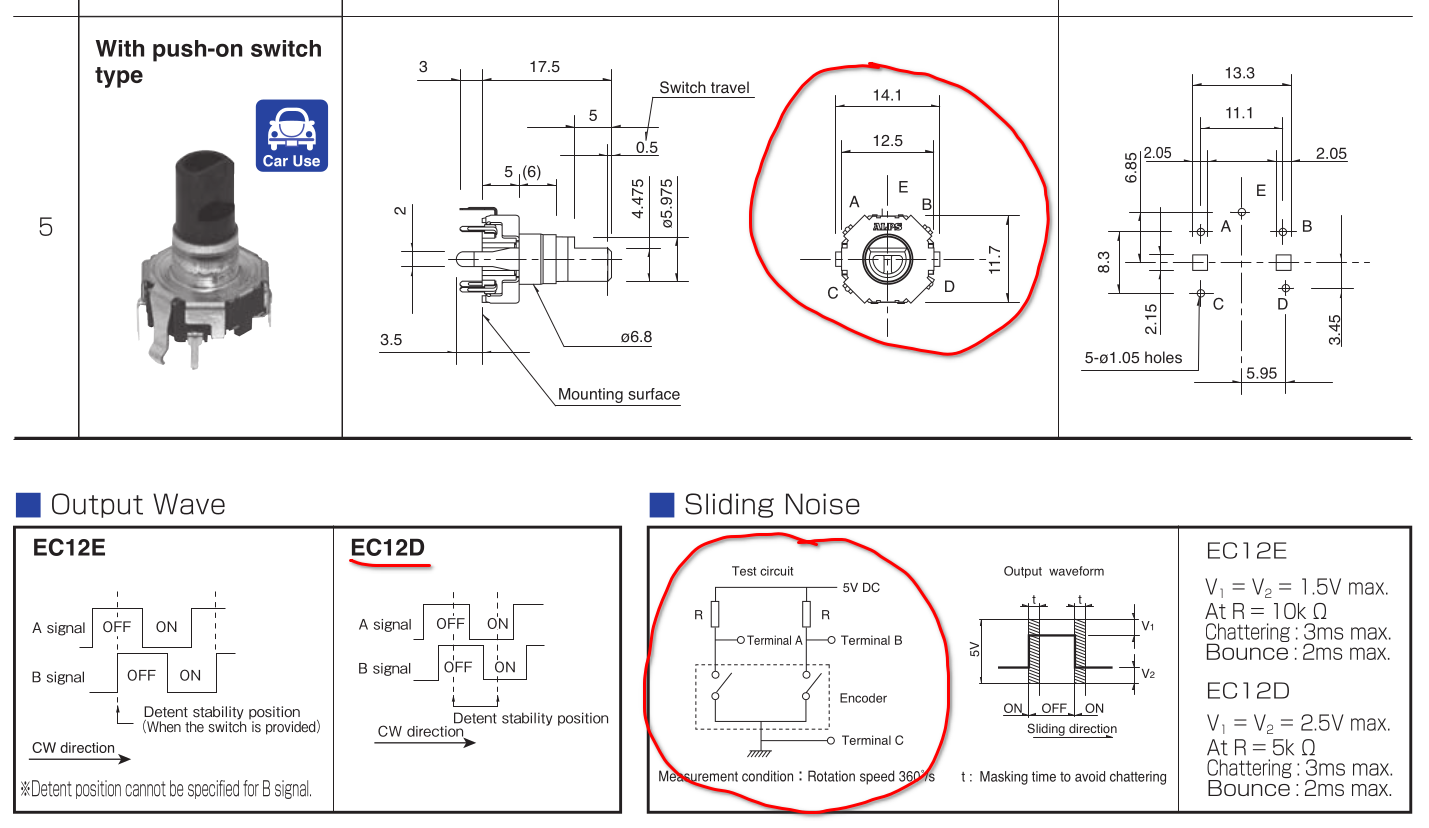 With push-on switch
type
Car Use
5
3
17.5
Switch travel
5
0.5
5
(6)
2
4.475
ø5.975
3.5
ø6.8
Mounting surface
14.1
12.5
E
A
B
ALPS
11.7
C
D
13.3
11.1
2.05
2.05
6.85
E
A
B
8.3
C
D
2.15
3.45
5-ø1.05 holes
5.95
Output Wave
EC12E
A signal
OFF
ON
B signal
OFF
ON
Detent stability position
(When the switch is provided)
CW direction
※Detent position cannot be specified for B signal.
EC12D
A signal
OFF
ON
B signal
OFF
ON
Detent stability position
CW direction
Sliding Noise
Test circuit
5V DC
R
R
Terminal A
Terminal B
Encoder
Terminal C
Measurement condition : Rotation speed 360°/s
Output waveform
t
t
V1
5V
V2
ON
OFF
ON
Sliding direction
t : Masking time to avoid chattering
EC12E
V1 = V2 = 1.5V max.
At R = 10k Ω
Chattering : 3ms max.
Bounce : 2ms max.
EC12D
V1 = V2 = 2.5V max.
At R = 5k Ω
Chattering : 3ms max.
Bounce : 2ms max.